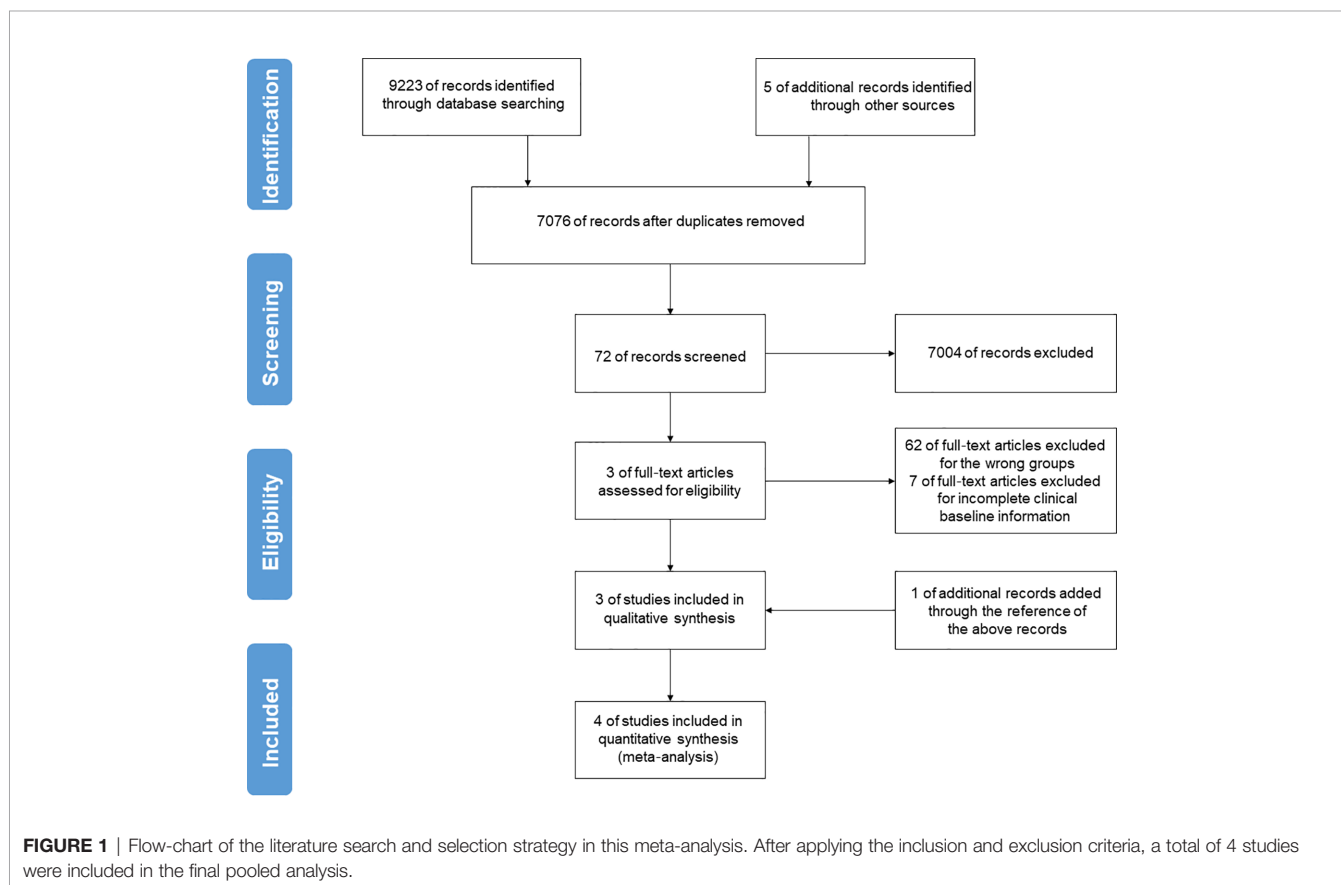 Identification
9223 of records identified
through database searching
5 of additional records identified
through other sources
7076 of records after duplicates removed
Screening
72 of records screened
7004 of records excluded
Eligibility
3 of full-text articles
assessed for eligibility
62 of full-text articles excluded
for the wrong groups
7 of full-text articles excluded
for incomplete clinical
baseline information
3 of studies included in
qualitative synthesis
1 of additional records added
through the reference of
the above records
Included
4 of studies included in
quantitative synthesis
(meta-analysis)
FIGURE 1 | Flow-chart of the literature search and selection strategy in this meta-analysis. After applying the inclusion and exclusion criteria, a total of 4 studies
were included in the final pooled analysis.